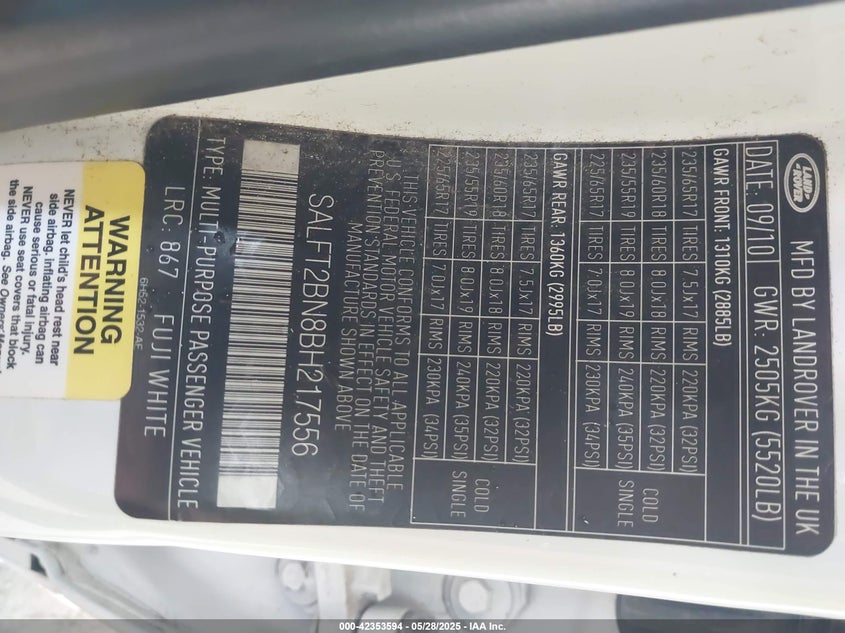 LAND
ROVER
MFD BY LANDROVER IN THE UK
DATE: 09/10 GWR: 2505KG (5520LB)
GAWR FRONT: 1310KG (2885LB)
235/65R17 TIRES 7.5Jx17 RIMS 220KPA (32PSI)
235/60R18 TIRES 8.0Jx18 RIMS 220KPA (32PSI) COLD
235/55R19 TIRES 8.0Jx19 RIMS 240KPA (35PSI) SINGLE
225/65R17 TIRES 7.0Jx17 RIMS 230KPA (34PSI)
GAWR REAR: 1360KG (2995LB)
235/65R17 TIRES 7.5Jx17 RIMS 220KPA (32PSI)
235/60R18 TIRES 8.0Jx18 RIMS 220KPA (32PSI) COLD
235/55R19 TIRES 8.0Jx19 RIMS 240KPA (35PSI) SINGLE
225/65R17 TIRES 7.0Jx17 RIMS 230KPA (34PSI)
THIS VEHICLE CONFORMS TO ALL APPLICABLE
U.S. FEDERAL MOTOR VEHICLE SAFETY AND THEFT
PREVENTION STANDARDS IN EFFECT ON THE DATE OF
MANUFACTURE SHOWN ABOVE
SALFT2BN8BH217556
TYPE: MULTI-PURPOSE PASSENGER VEHICLE
LRC: 867 FUJI WHITE
6H52-1532-AF
WARNING
ATTENTION
NEVER let child's head rest near
side airbag. Inflating airbag can
cause serious or fatal injury.
NEVER use seat covers that block
the side airbag. See Owner
000-42353594 - 05/28/2025 - IAA Inc.